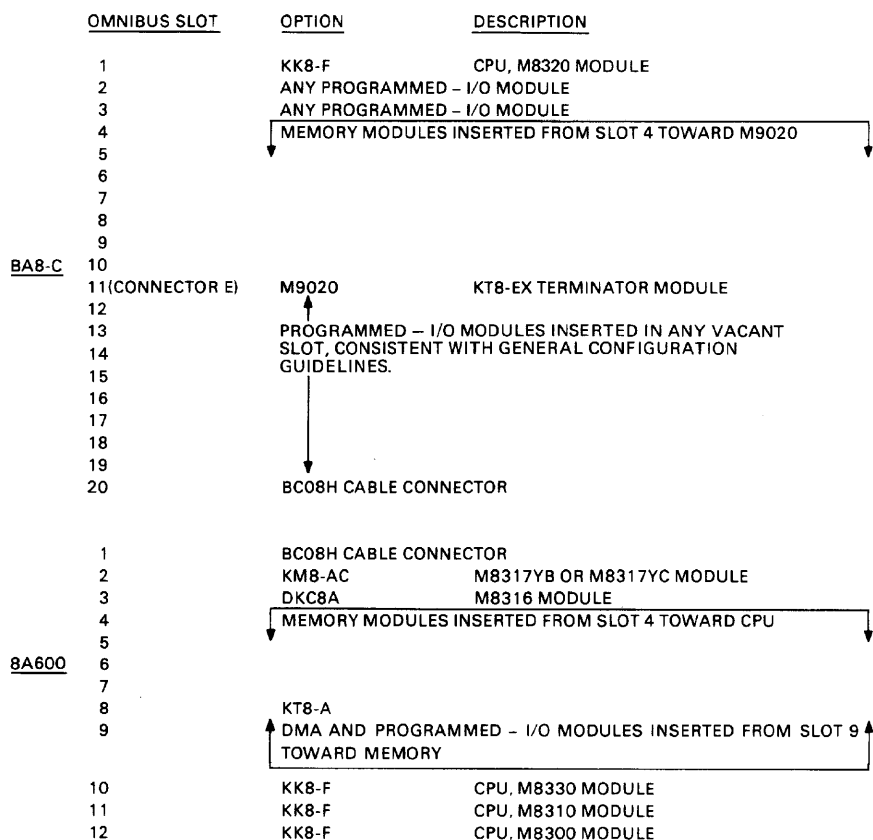 OMNIBUS SLOT OPTION DESCRIPTION
1 KK8-F CPU, M8320 MODULE
2 ANY PROGRAMMED – I/O MODULE
3 ANY PROGRAMMED – I/O MODULE
4 MEMORY MODULES INSERTED FROM SLOT 4 TOWARD M9020
5
6
7
8
9
BA8-C 10
11(CONNECTOR E) M9020 KT8-EX TERMINATOR MODULE
12
13 PROGRAMMED – I/O MODULES INSERTED IN ANY VACANT
14 SLOT, CONSISTENT WITH GENERAL CONFIGURATION
15 GUIDELINES.
16
17
18
19
20 BC08H CABLE CONNECTOR
1 BC08H CABLE CONNECTOR
2 KM8-AC M8317YB OR M8317YC MODULE
3 DKC8A M8316 MODULE
4 MEMORY MODULES INSERTED FROM SLOT 4 TOWARD CPU
5
8A600 6
7
8 KT8-A
9 DMA AND PROGRAMMED – I/O MODULES INSERTED FROM SLOT 9
TOWARD MEMORY
10 KK8-F CPU, M8330 MODULE
11 KK8-F CPU, M8310 MODULE
12 KK8-F CPU, M8300 MODULE